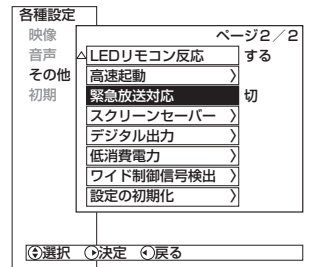 各種設定
映像
音声
その他
初期
ページ2／2
LEDリモコン反応 する
高速起動
緊急放送対応 切
スクリーンセーバー
デジタル出力
低消費電力
ワイド制御信号検出
設定の初期化
選択 決定 戻る